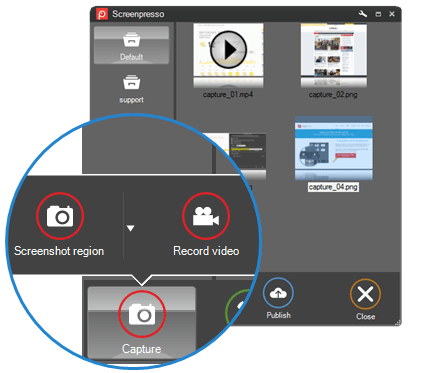 Screenpresso
Default
support
capture_01.mp4
capture_02.png
capture_04.png
Screenshot region
Record video
Capture
Publish
Close